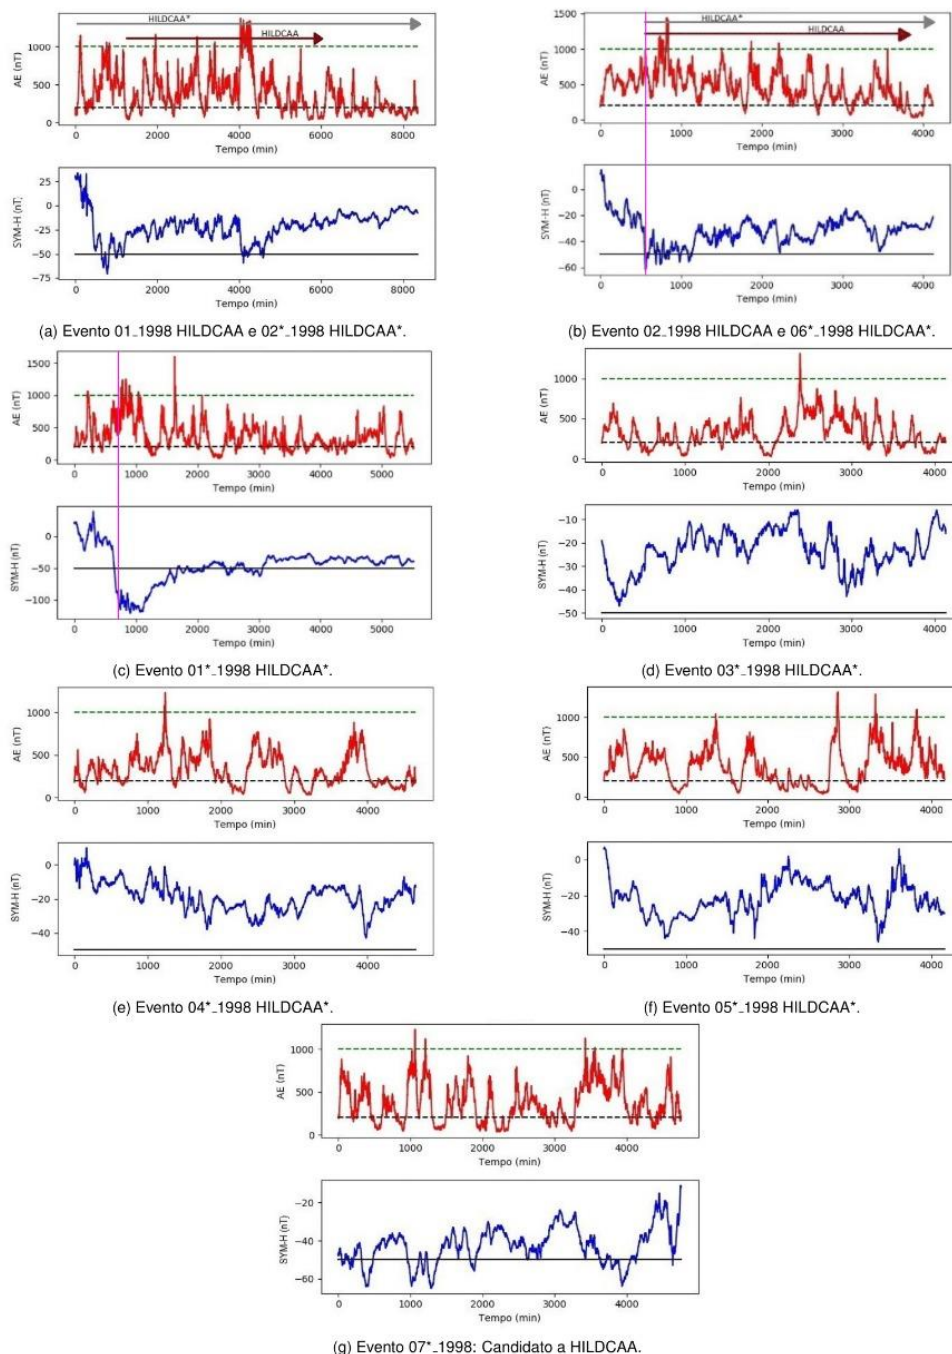 HILDCAA*
HILDCAA
AE (nT)
1000
500
0
0 2000 4000 6000 8000
Tempo (min)
SYM-H (nT)
25
0
−25
−50
−75
0 2000 4000 6000 8000
Tempo (min)
(a) Evento 01_1998 HILDCAA e 02*_1998 HILDCAA*.
HILDCAA*
HILDCAA
AE (nT)
1500
1000
500
0
0 1000 2000 3000 4000
Tempo (min)
SYM-H (nT)
0
−20
−40
−60
0 1000 2000 3000 4000
Tempo (min)
(b) Evento 02_1998 HILDCAA e 06*_1998 HILDCAA*.
AE (nT)
1500
1000
500
0
0 1000 2000 3000 4000 5000
Tempo (min)
SYM-H (nT)
0
−50
−100
0 1000 2000 3000 4000 5000
Tempo (min)
(c) Evento 01*_1998 HILDCAA*.
AE (nT)
1000
500
0
0 1000 2000 3000 4000
Tempo (min)
SYM-H (nT)
−10
−20
−30
−40
−50
0 1000 2000 3000 4000
Tempo (min)
(d) Evento 03*_1998 HILDCAA*.
AE (nT)
1000
500
0
0 1000 2000 3000 4000
Tempo (min)
SYM-H (nT)
0
−20
−40
0 1000 2000 3000 4000
Tempo (min)
(e) Evento 04*_1998 HILDCAA*.
AE (nT)
1000
500
0
0 1000 2000 3000 4000
Tempo (min)
SYM-H (nT)
0
−20
−40
0 1000 2000 3000 4000
Tempo (min)
(f) Evento 05*_1998 HILDCAA*.
AE (nT)
1000
500
0
0 1000 2000 3000 4000
Tempo (min)
SYM-H (nT)
−20
−40
−60
0 1000 2000 3000 4000
Tempo (min)
(g) Evento 07*_1998: Candidato a HILDCAA.